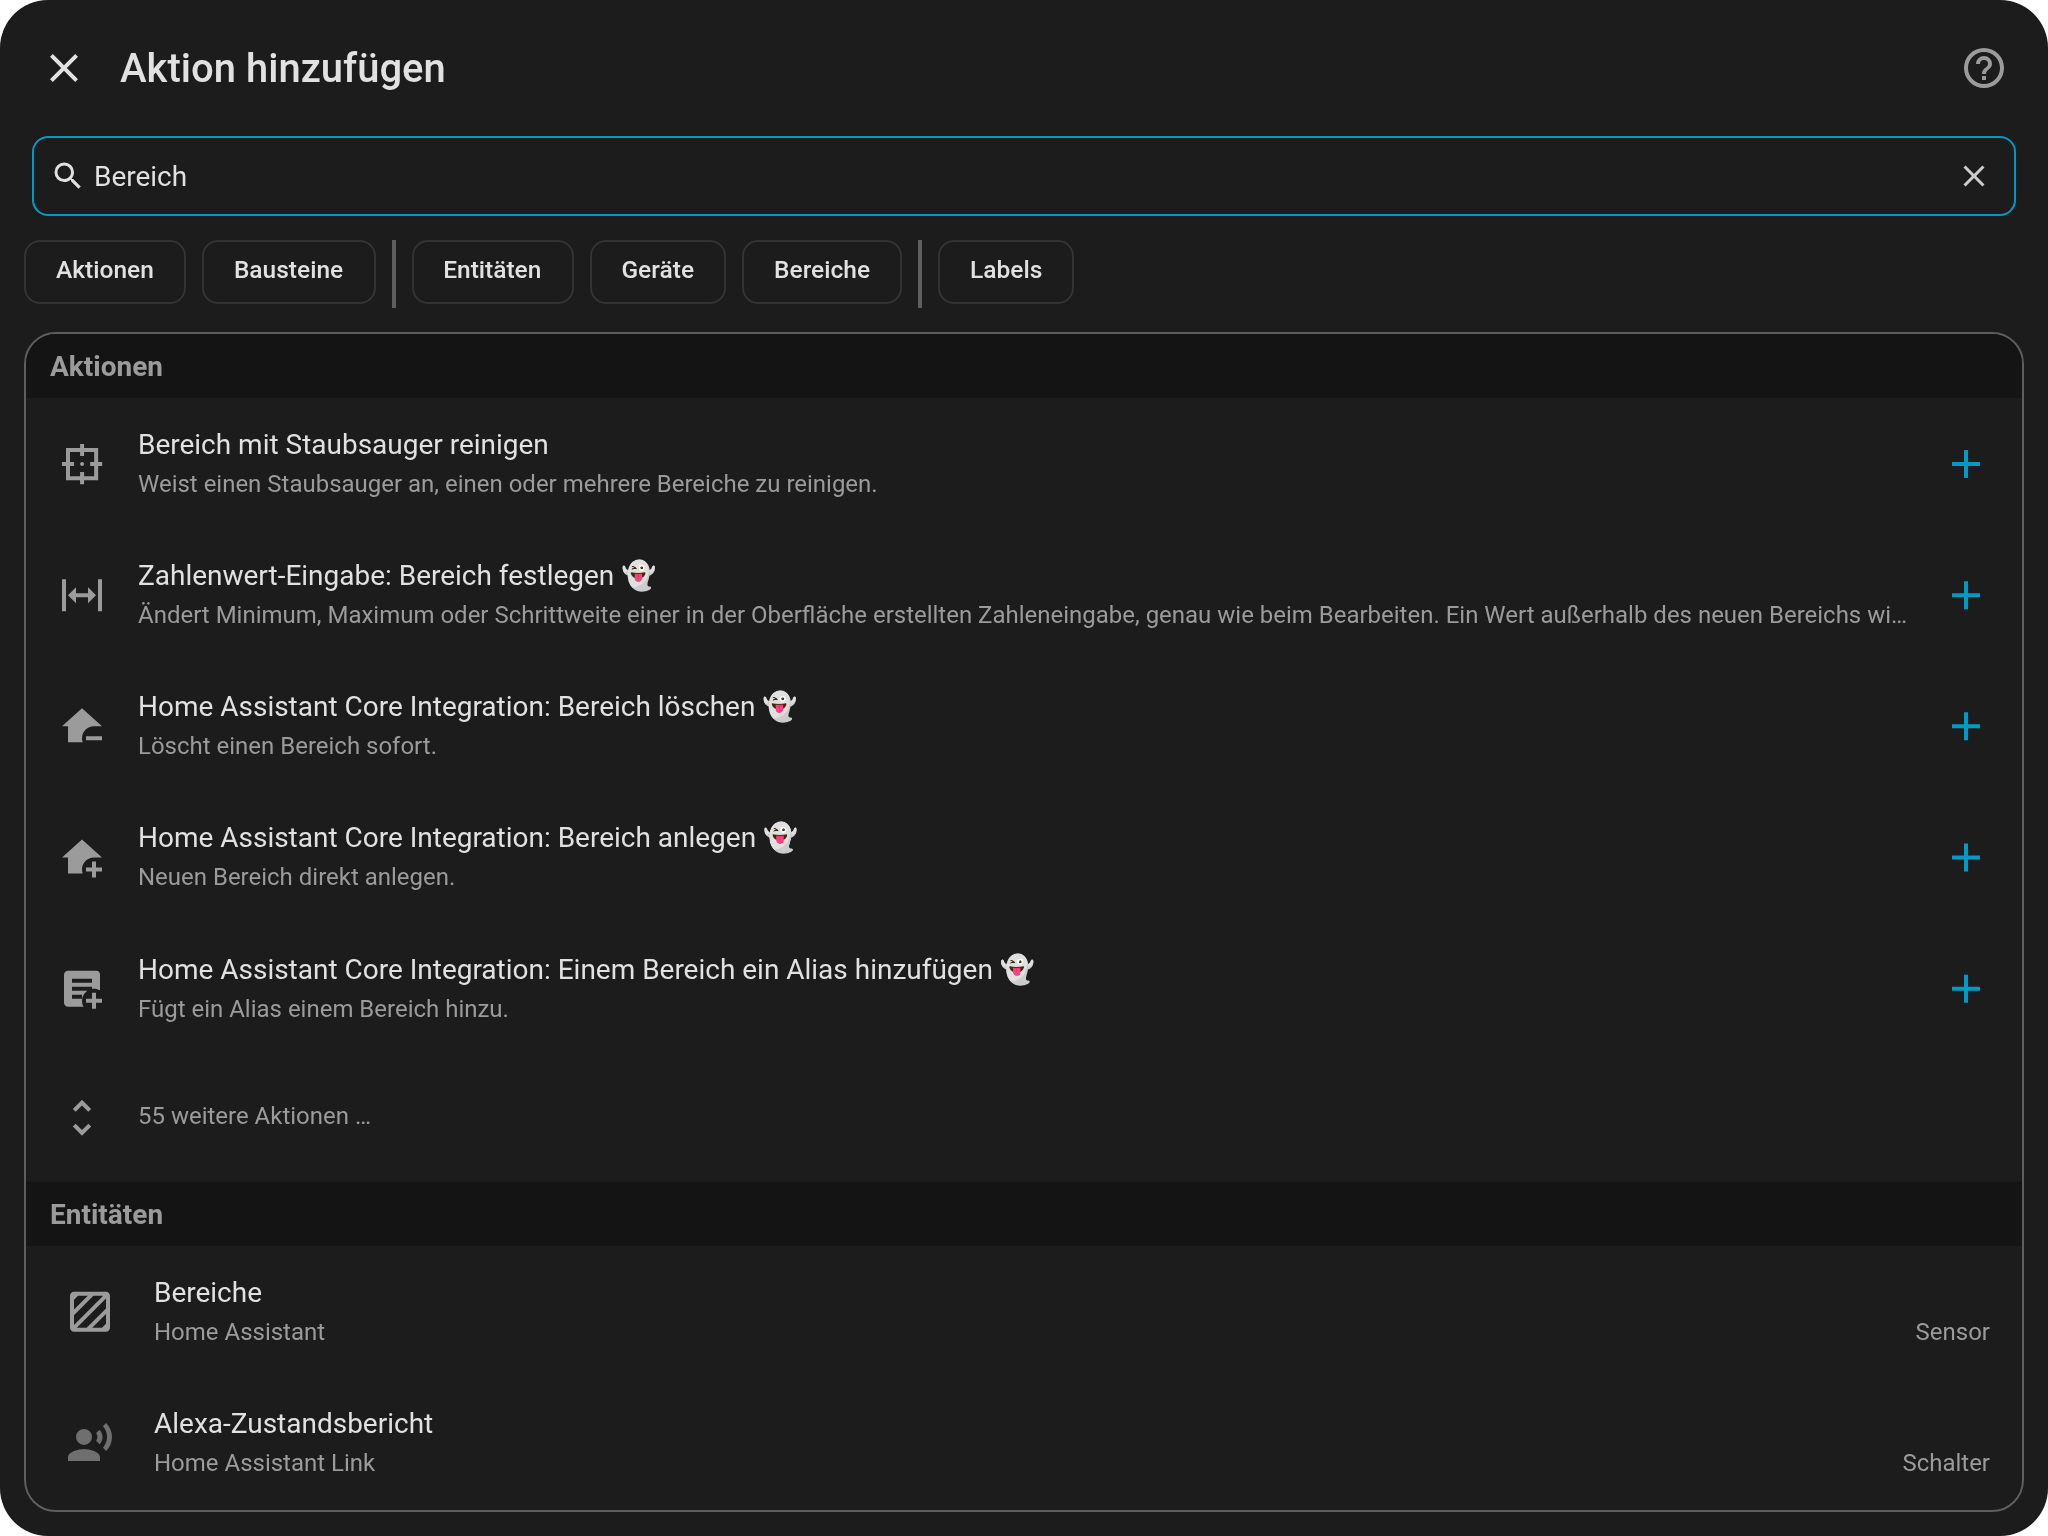 Aktion hinzufügen
Bereich
Aktionen
Bausteine
Entitäten
Geräte
Bereiche
Labels
Aktionen
Bereich mit Staubsauger reinigen
Weist einen Staubsauger an, einen oder mehrere Bereiche zu reinigen.
Zahlenwert-Eingabe: Bereich festlegen 👻
Ändert Minimum, Maximum oder Schrittweite einer in der Oberfläche erstellten Zahleneingabe, genau wie beim Bearbeiten. Ein Wert außerhalb des neuen Bereichs wi...
Home Assistant Core Integration: Bereich löschen 👻
Löscht einen Bereich sofort.
Home Assistant Core Integration: Bereich anlegen 👻
Neuen Bereich direkt anlegen.
Home Assistant Core Integration: Einem Bereich ein Alias hinzufügen 👻
Fügt ein Alias einem Bereich hinzu.
55 weitere Aktionen ...
Entitäten
Bereiche
Home Assistant
Sensor
Alexa-Zustandsbericht
Home Assistant Link
Schalter